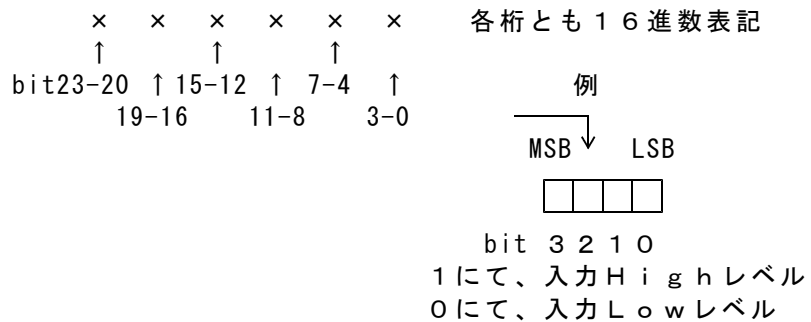 × × × × × × 各桁とも16進数表記
↑ ↑ ↑
bit23-20 ↑ 15-12 ↑ 7-4 ↑ 例
19-16 11-8 3-0
MSB LSB
bit 3 2 1 0
1にて、入力Highレベル
0にて、入力Lowレベル